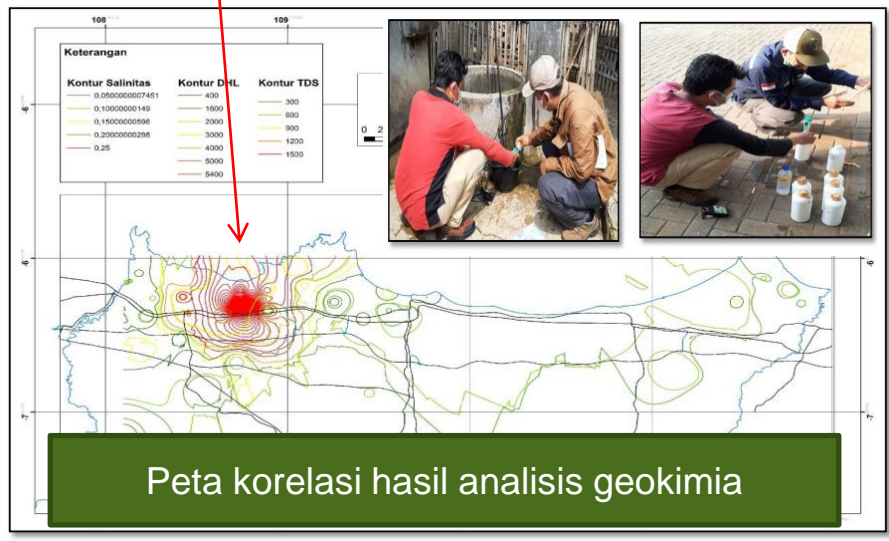 108 109
Keterangan
Kontur Salinitas Kontur DHL Kontur TDS
0,0500000007451 400 300
0,10000000149 1600 600
0,15000000596 2000 900
0,20000000298 3000 1200
0,25 4000 1500
5000
5400
0 2
-6 -6
-7 -7
Peta korelasi hasil analisis geokimia